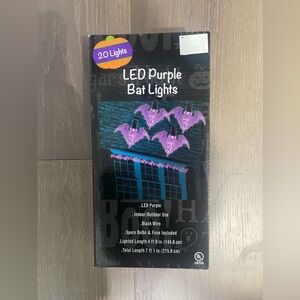 20 Lights
LED Purple
Bat Lights
.LED Purple
.Indoor/Outdoor Use
.Black Wire
.Spare Bulbs & Fuse Included
.Lighted Length 4 ft 9 in (144.8 cm)
.Total Length 7 ft 1 in (215.9 cm)
UL